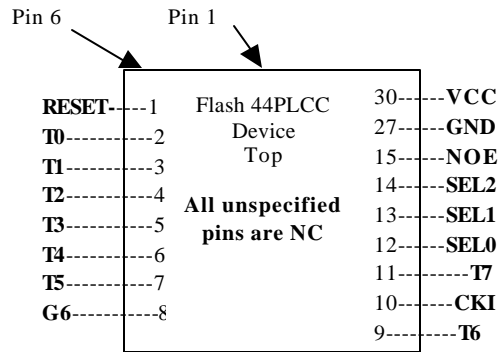 Pin 6
Pin 1
RESET-----1
T0-----------2
T1-----------3
T2-----------4
T3-----------5
T4-----------6
T5-----------7
G6-----------8
Flash 44PLCC
Device
Top
All unspecified
pins are NC
30------VCC
27------GND
15------NOE
14------SEL2
13------SEL1
12------SEL0
11--------T7
10------CKI
9--------T6